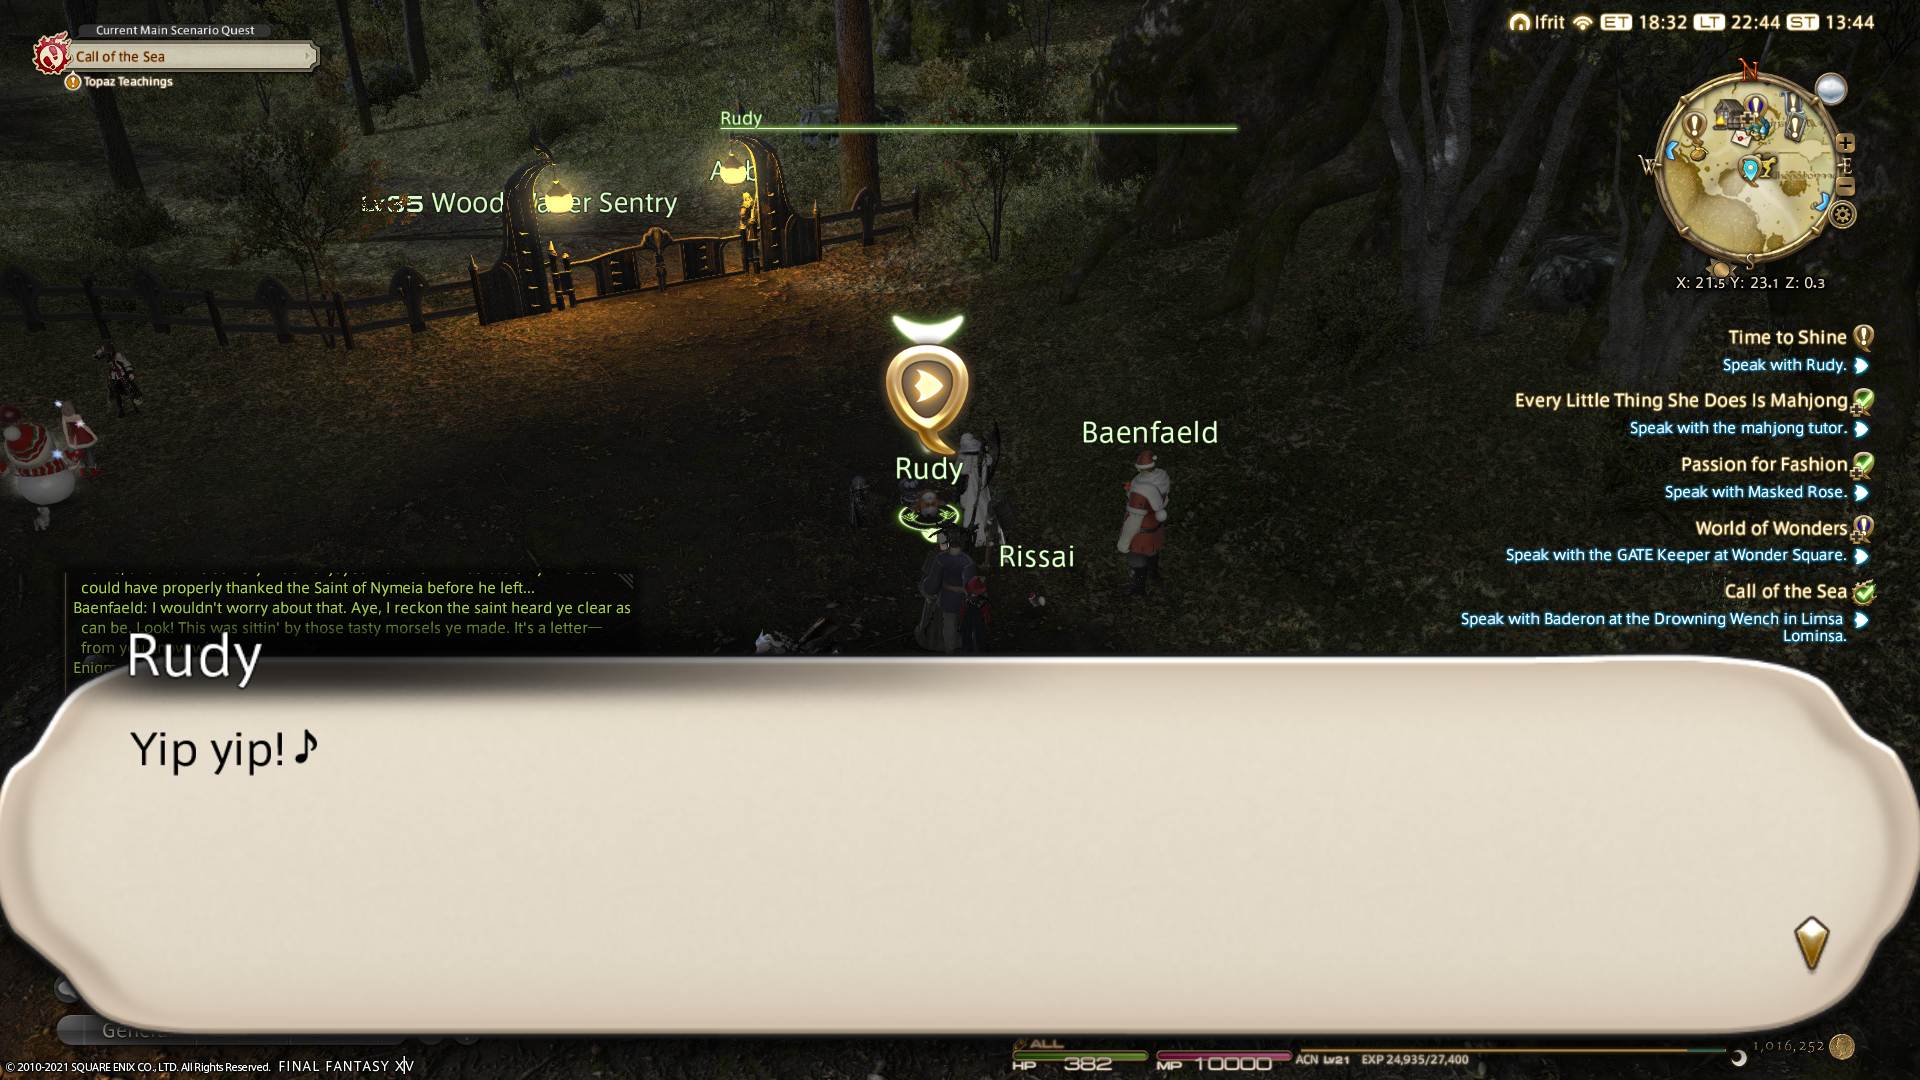 Current Main Scenario Quest
Call of the Sea
Topaz Teachings
Ifrit ET 18:32 LT 22:44 ST 13:44
N
W
E
S
X: 21.5 Y: 23.1 Z: 0.3
Rudy
35 Wood Sentry
Time to Shine
Speak with Rudy.
Every Little Thing She Does Is Mahjong
Speak with the mahjong tutor.
Passion for Fashion
Speak with Masked Rose.
World of Wonders
Speak with the GATE Keeper at Wonder Square.
Call of the Sea
Speak with Baderon at the Drowning Wench in Limsa
Lominsa.
Baenfaeld
Rudy
Rissai
could have properly thanked the Saint of Nymeia before he left...
Baenfaeld: I wouldn't worry about that. Aye, I reckon the saint heard ye clear as
can be. Look! This was sittin' by those tasty morsels ye made. It's a letter—
from
Rudy
Yip yip!♪
ALL
HP 382 MP 10000 ACN Lv21 EXP 24,935/27,400
1,016,252
© 2010-2021 SQUARE ENIX CO., LTD. All Rights Reserved. FINAL FANTASY XIV